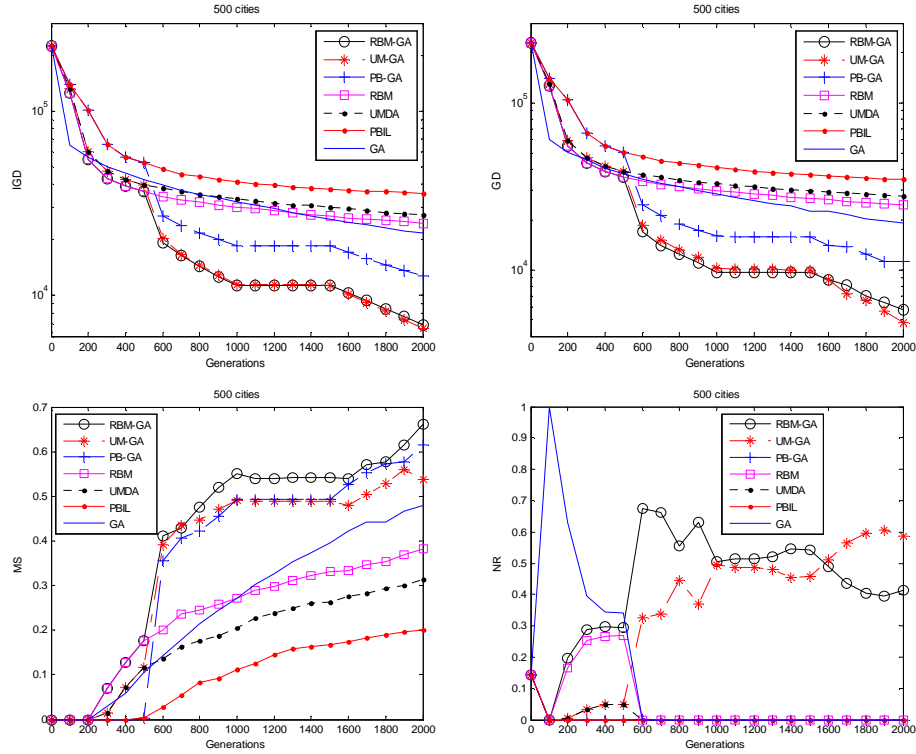 500 cities
IGD
10^5
10^4
RBM-GA
UM-GA
PB-GA
RBM
UMDA
PBIL
GA
0 200 400 600 800 1000 1200 1400 1600 1800 2000
Generations
500 cities
GD
10^5
10^4
RBM-GA
UM-GA
PB-GA
RBM
UMDA
PBIL
GA
0 200 400 600 800 1000 1200 1400 1600 1800 2000
Generations
500 cities
MS
0.7
0.6
0.5
0.4
0.3
0.2
0.1
0
RBM-GA
UM-GA
PB-GA
RBM
UMDA
PBIL
GA
0 200 400 600 800 1000 1200 1400 1600 1800 2000
Generations
500 cities
NR
1
0.9
0.8
0.7
0.6
0.5
0.4
0.3
0.2
0.1
0
RBM-GA
UM-GA
PB-GA
RBM
UMDA
PBIL
GA
0 200 400 600 800 1000 1200 1400 1600 1800 2000
Generations